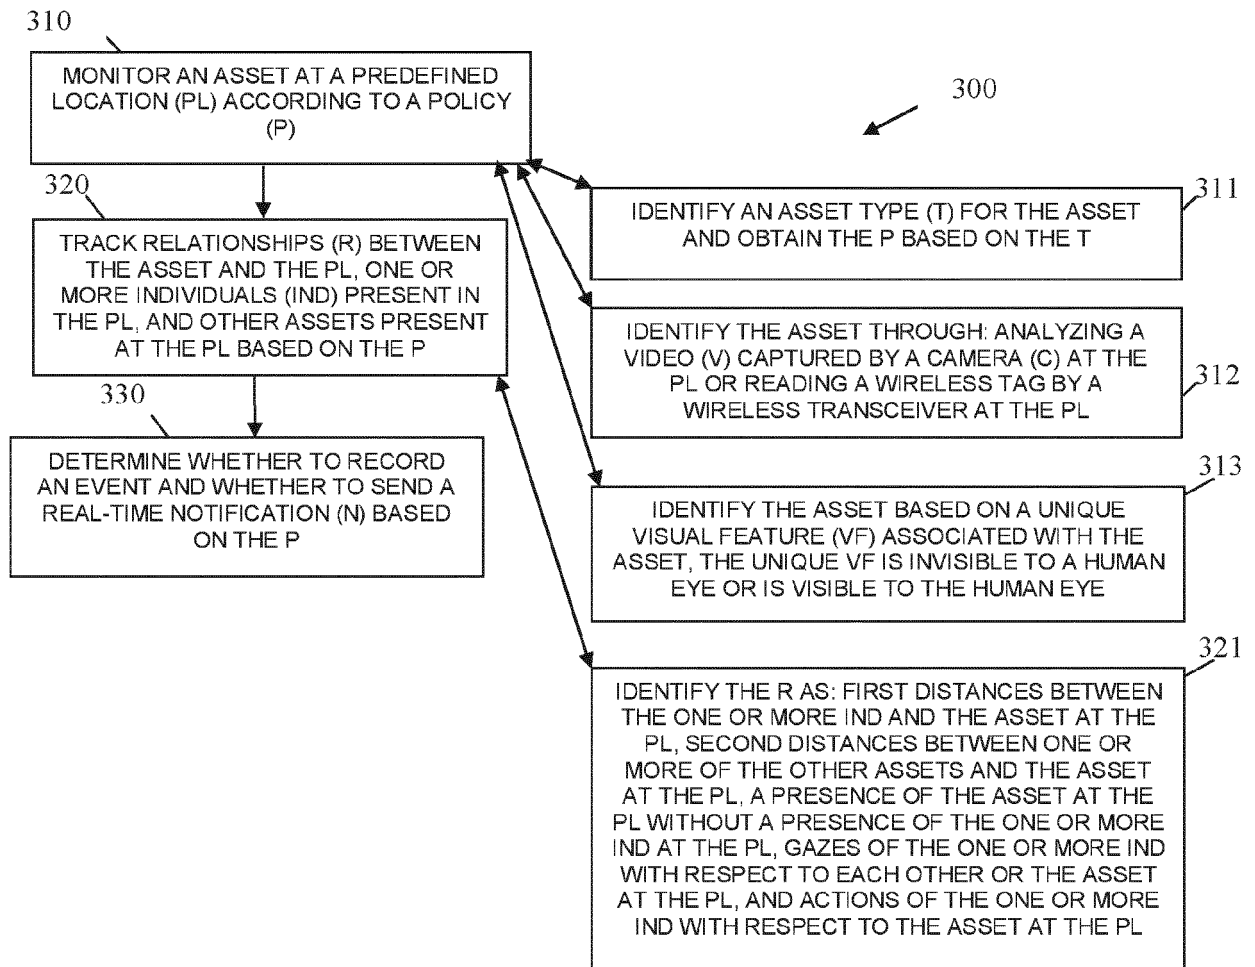 310
MONITOR AN ASSET AT A PREDEFINED
LOCATION (PL) ACCORDING TO A POLICY
(P)
300
320
TRACK RELATIONSHIPS (R) BETWEEN
THE ASSET AND THE PL, ONE OR
MORE INDIVIDUALS (IND) PRESENT IN
THE PL, AND OTHER ASSETS PRESENT
AT THE PL BASED ON THE P
330
DETERMINE WHETHER TO RECORD
AN EVENT AND WHETHER TO SEND A
REAL-TIME NOTIFICATION (N) BASED
ON THE P
311
IDENTIFY AN ASSET TYPE (T) FOR THE ASSET
AND OBTAIN THE P BASED ON THE T
IDENTIFY THE ASSET THROUGH: ANALYZING A
VIDEO (V) CAPTURED BY A CAMERA (C) AT THE
PL OR READING A WIRELESS TAG BY A
WIRELESS TRANSCEIVER AT THE PL
312
313
IDENTIFY THE ASSET BASED ON A UNIQUE
VISUAL FEATURE (VF) ASSOCIATED WITH THE
ASSET, THE UNIQUE VF IS INVISIBLE TO A HUMAN
EYE OR IS VISIBLE TO THE HUMAN EYE
321
IDENTIFY THE R AS: FIRST DISTANCES BETWEEN
THE ONE OR MORE IND AND THE ASSET AT THE
PL, SECOND DISTANCES BETWEEN ONE OR
MORE OF THE OTHER ASSETS AND THE ASSET
AT THE PL, A PRESENCE OF THE ASSET AT THE
PL WITHOUT A PRESENCE OF THE ONE OR MORE
IND AT THE PL, GAZES OF THE ONE OR MORE IND
WITH RESPECT TO EACH OTHER OR THE ASSET
AT THE PL, AND ACTIONS OF THE ONE OR MORE
IND WITH RESPECT TO THE ASSET AT THE PL